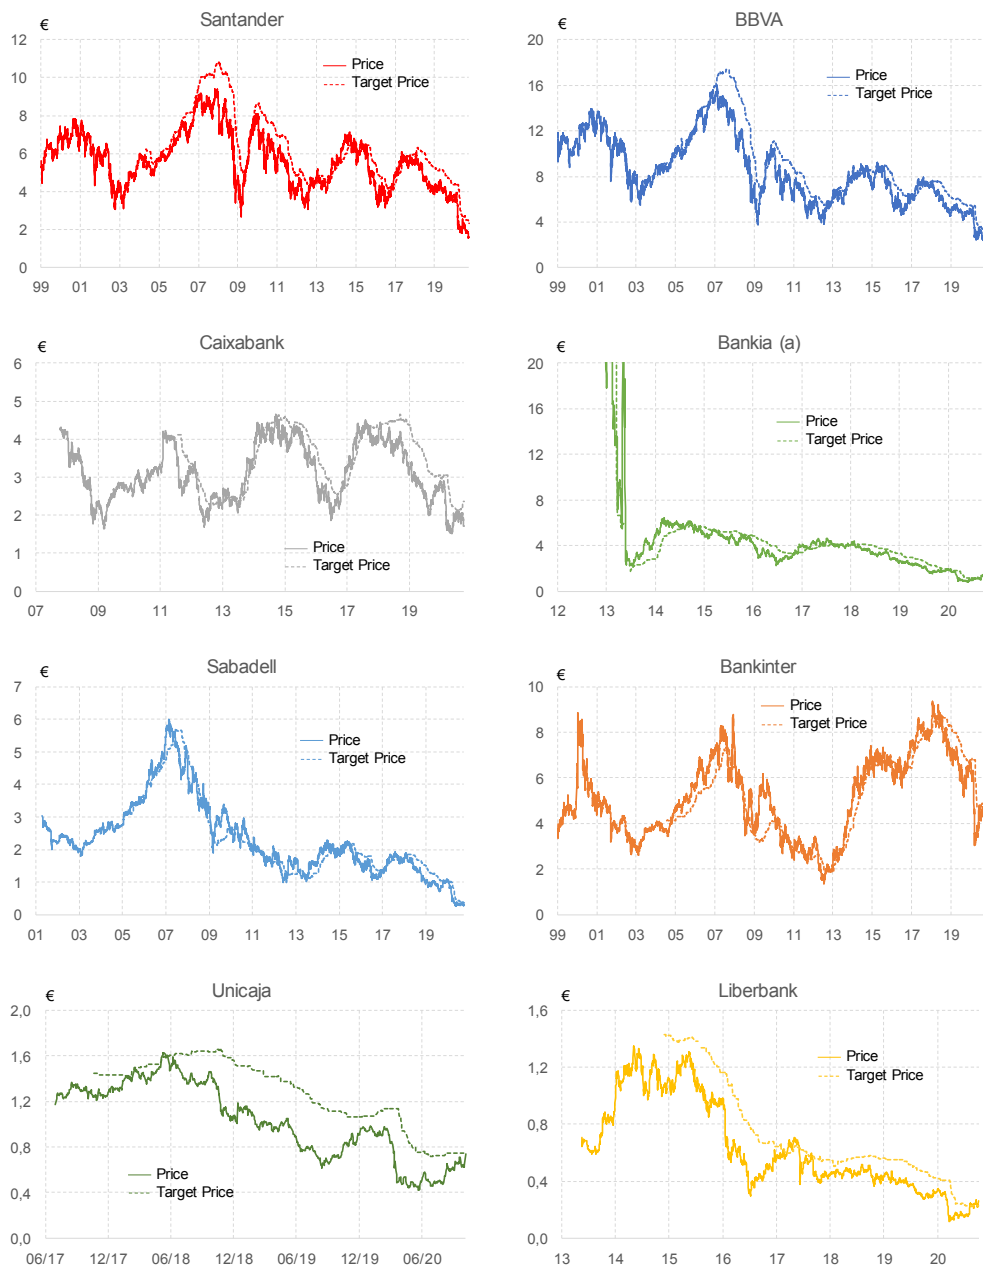 Santander
€
12
10
8
6
4
2
0
99 01 03 05 07 09 11 13 15 17 19
Price
Target Price
BBVA
€
20
16
12
8
4
0
99 01 03 05 07 09 11 13 15 17 19
Price
Target Price
Caixabank
€
6
5
4
3
2
1
0
07 09 11 13 15 17 19
Price
Target Price
Bankia (a)
€
20
16
12
8
4
0
12 13 14 15 16 17 18 19 20
Price
Target Price
Sabadell
€
7
6
5
4
3
2
1
0
01 03 05 07 09 11 13 15 17 19
Price
Target Price
Bankinter
€
10
8
6
4
2
0
99 01 03 05 07 09 11 13 15 17 19
Price
Target Price
Unicaja
€
2,0
1,6
1,2
0,8
0,4
0,0
06/17 12/17 06/18 12/18 06/19 12/19 06/20
Price
Target Price
Liberbank
€
1,6
1,2
0,8
0,4
0,0
13 14 15 16 17 18 19 20
Price
Target Price